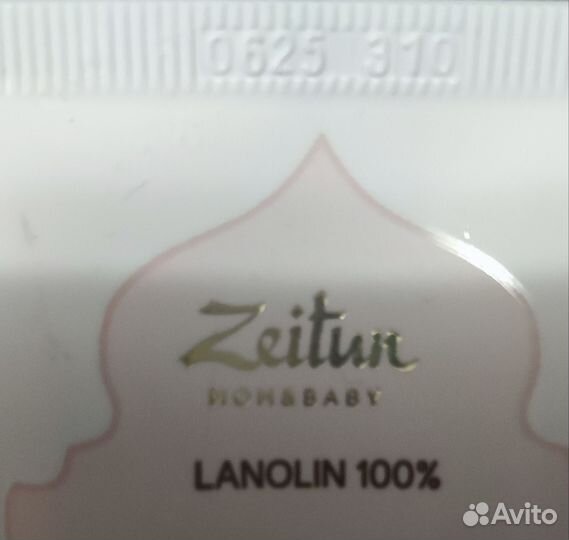 0625 310
Zeitun
MOM&BABY
LANOLIN 100%
Avito